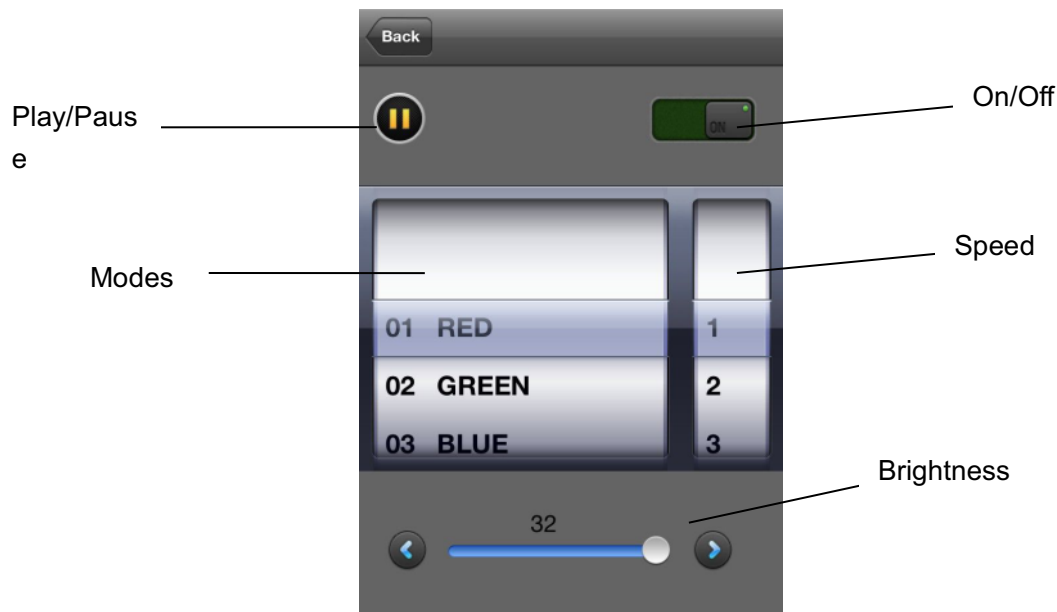 Back
Play/Paus
e
On/Off
ON
Modes
Speed
01 RED 1
02 GREEN 2
03 BLUE 3
Brightness
32